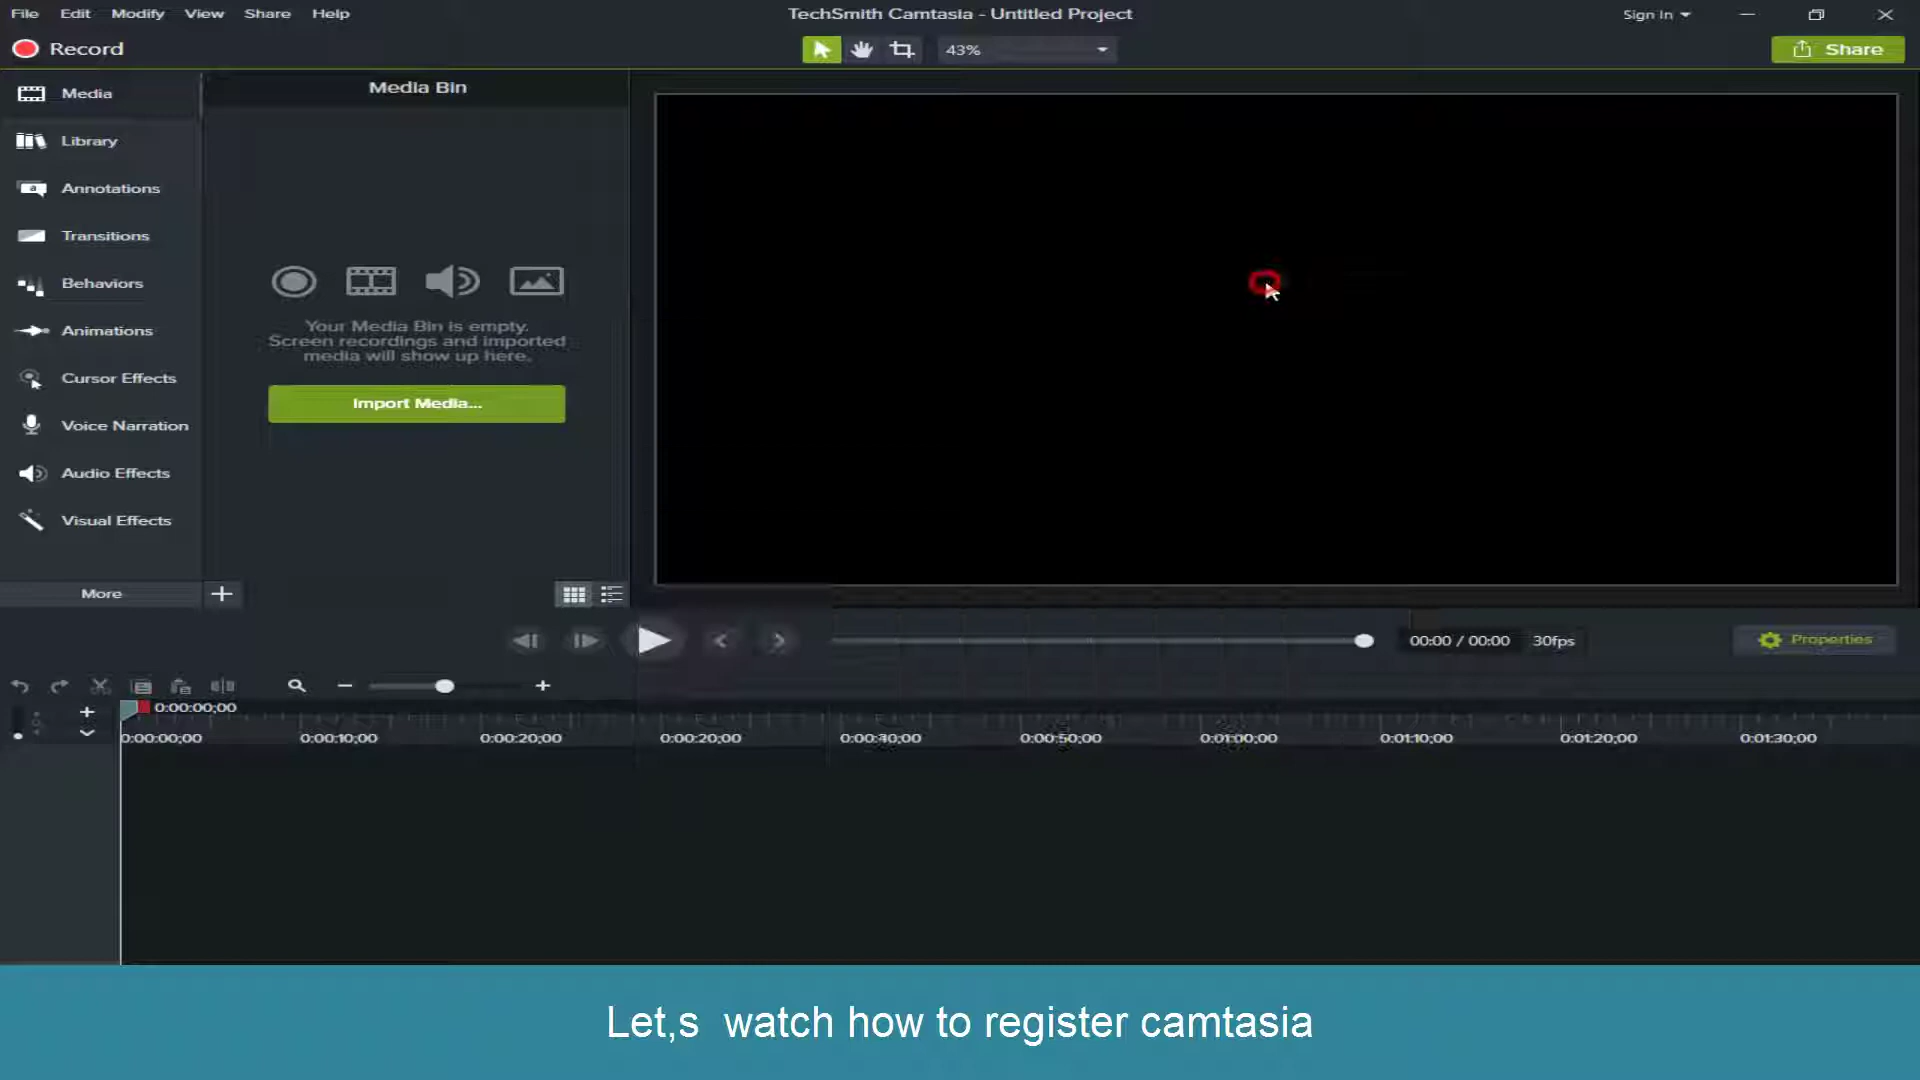 File Edit Modify View Share Help
TechSmith Camtasia - Untitled Project
Sign In
Record
43%
Share
Media
Media Bin
Library
Annotations
Transitions
Behaviors
Animations
Cursor Effects
Voice Narration
Audio Effects
Visual Effects
Your Media Bin is empty.
Screen recordings and imported
media will show up here.
Import Media...
More
00:00 / 00:00 30fps
Properties
0:00:00;00
0:00:00;00 0:00:10;00 0:00:20;00 0:00:20;00 0:00:40;00 0:00:50;00 0:01:00;00 0:01:10;00 0:01:20;00 0:01:30;00
Let,s watch how to register camtasia